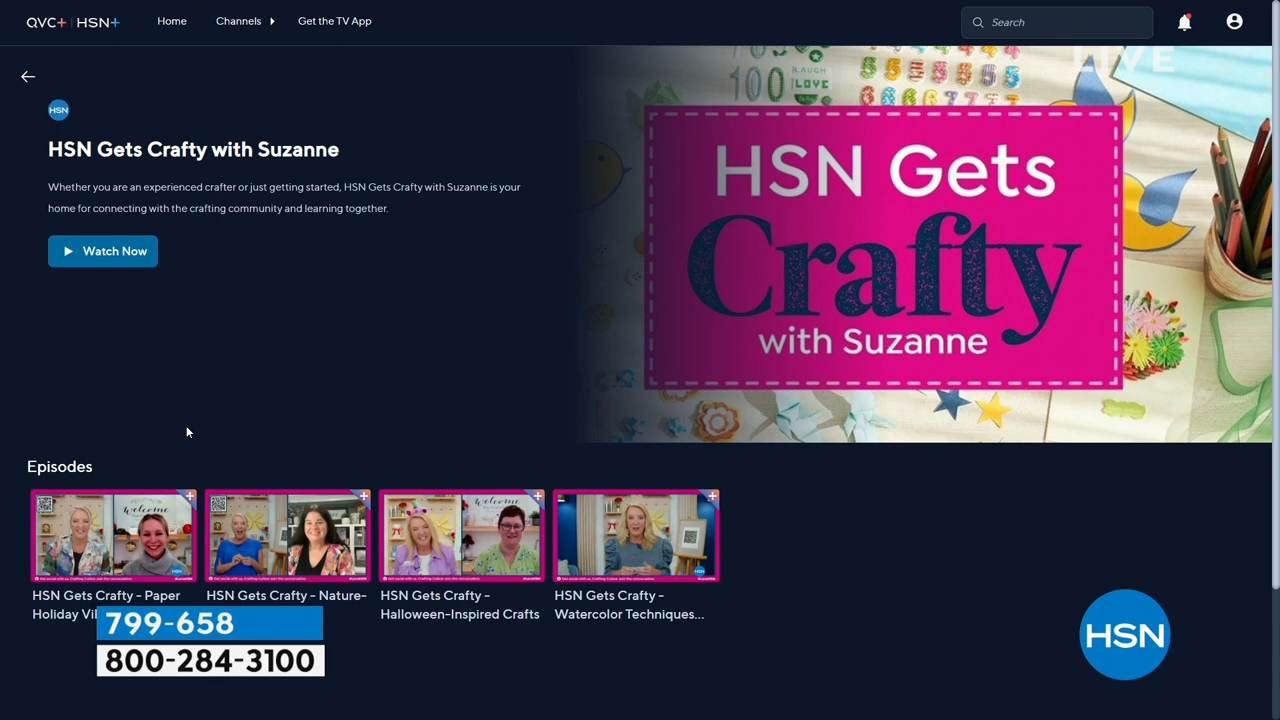 QVC+ | HSN+
Home
Channels
Get the TV App
Search
LIVE
HSN
HSN Gets Crafty with Suzanne
Whether you are an experienced crafter or just getting started, HSN Gets Crafty with Suzanne is your
home for connecting with the crafting community and learning together.
Watch Now
100
LAUGH
LOVE
HSN Gets
Crafty
with Suzanne
Episodes
HSN Gets Crafty - Paper
Holiday
HSN Gets Crafty - Nature-
HSN Gets Crafty -
Halloween-Inspired Crafts
HSN Gets Crafty -
Watercolor Techniques...
799-658
800-284-3100
HSN